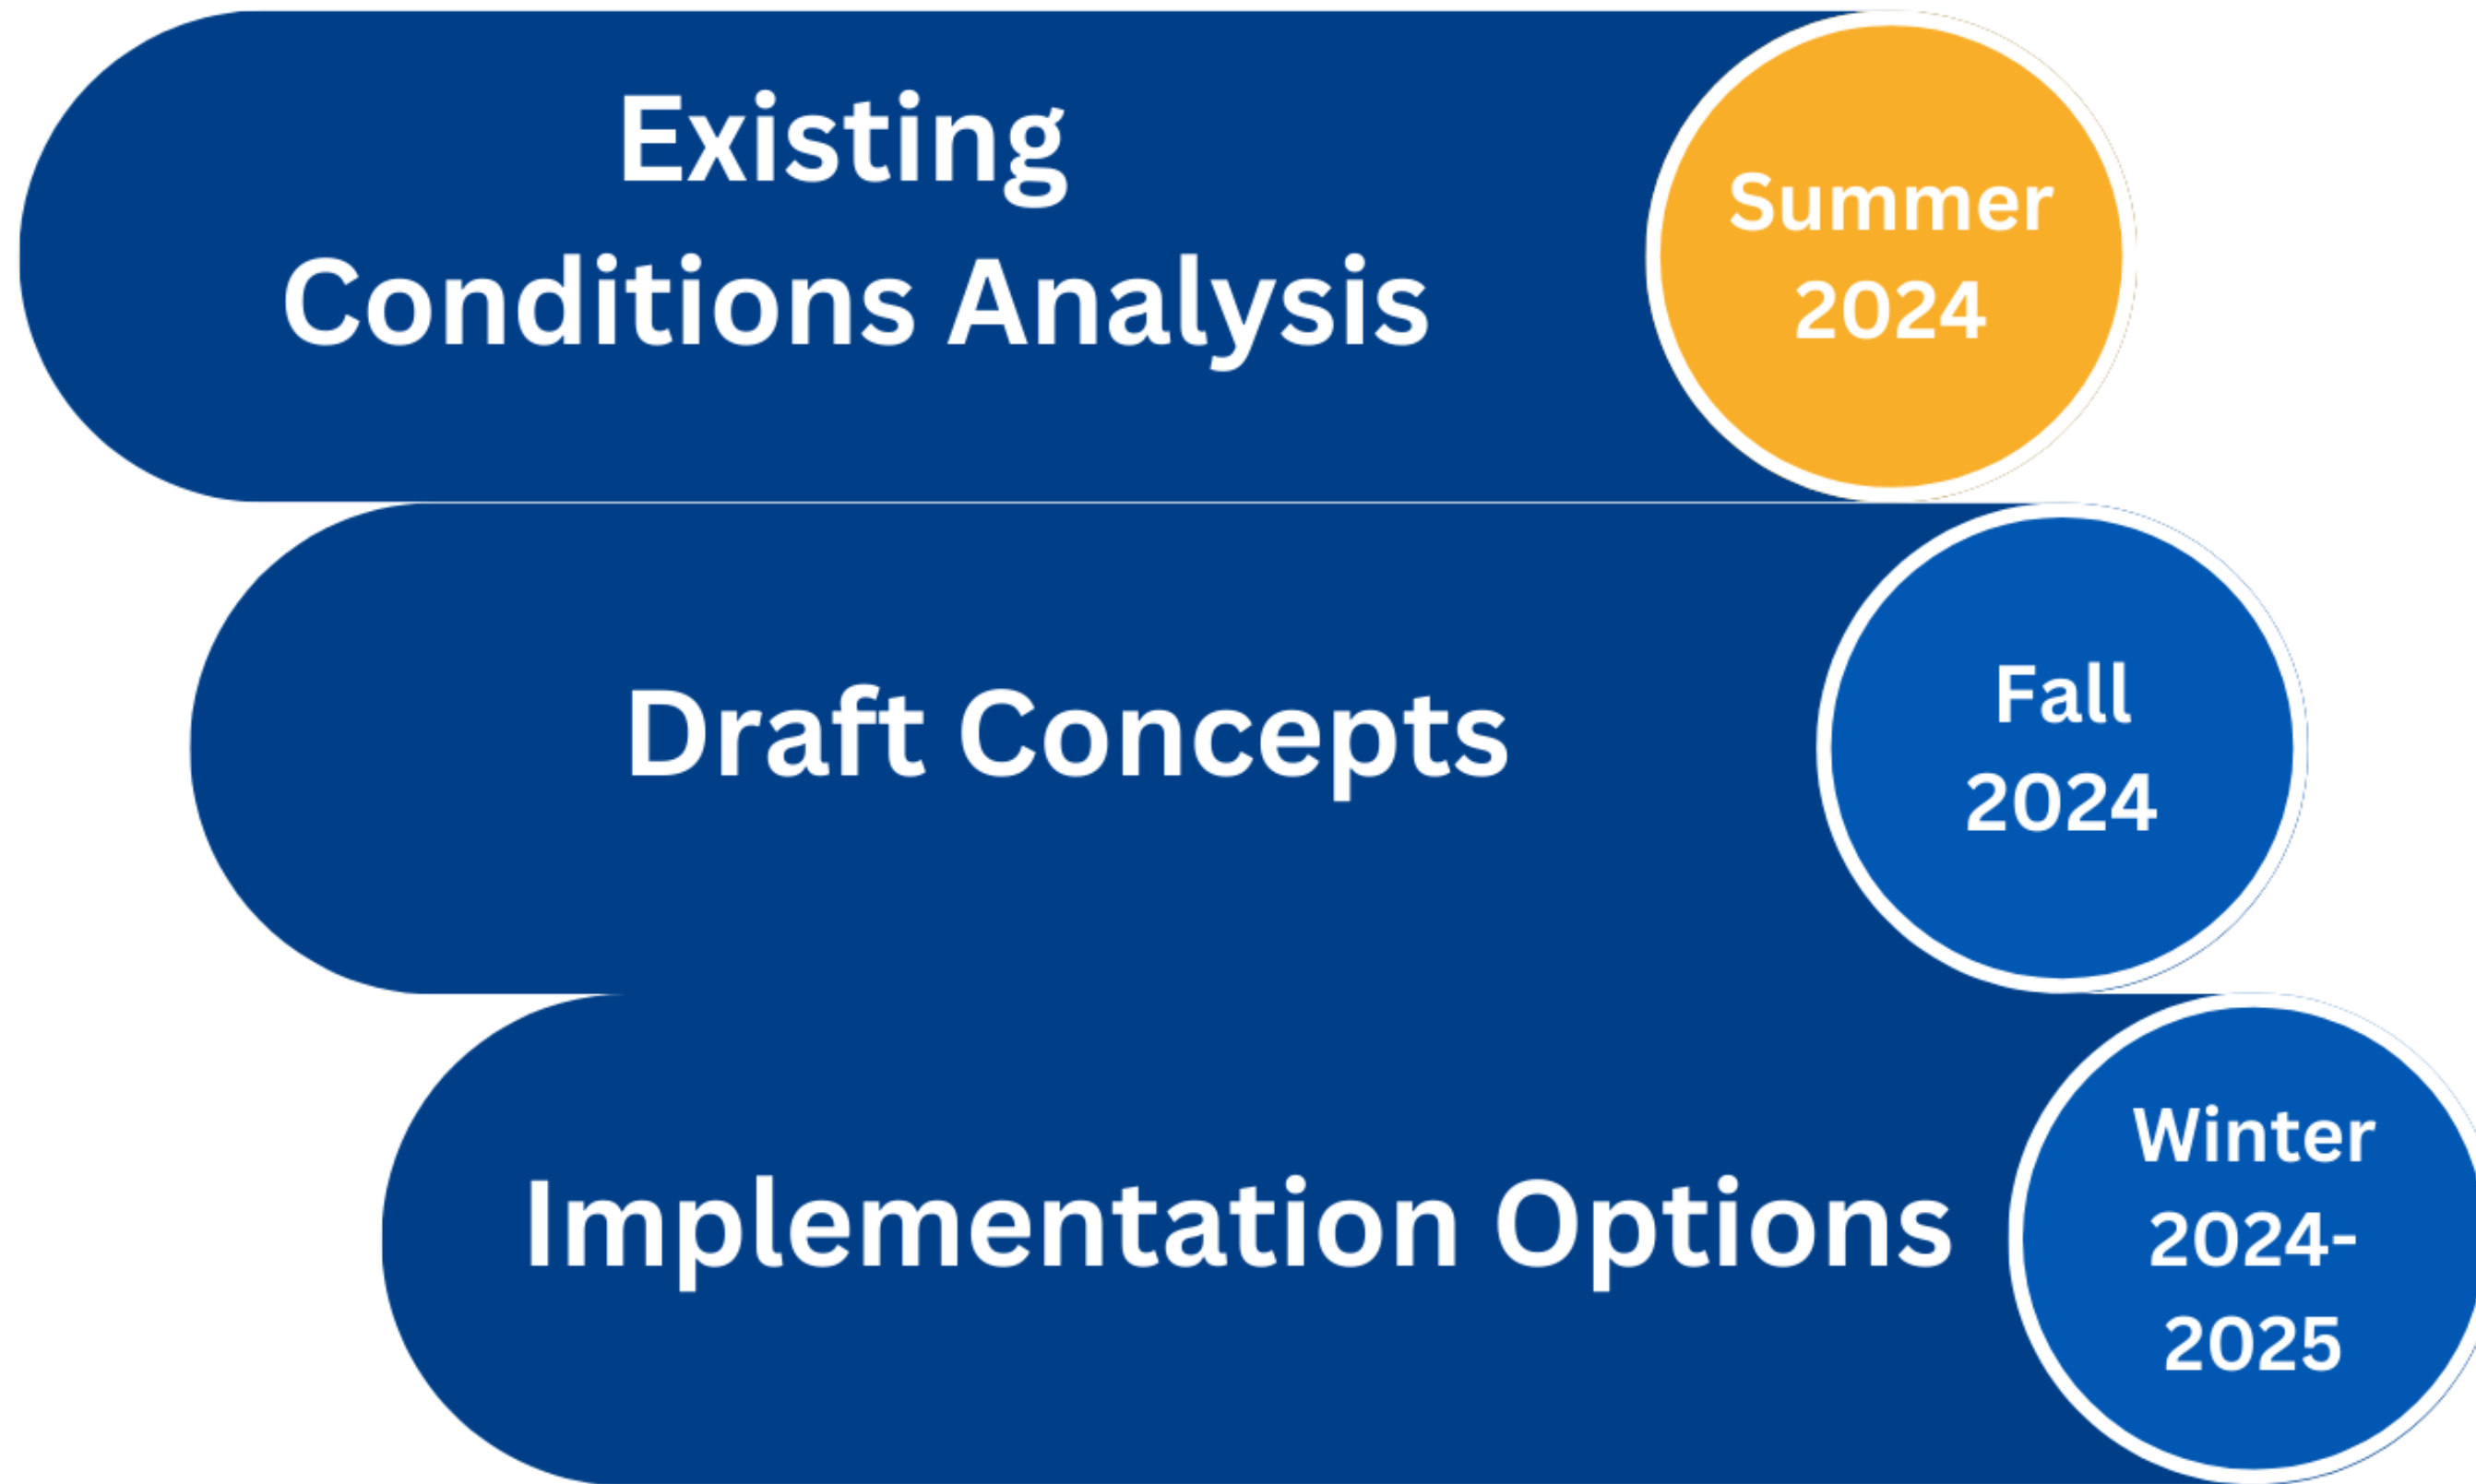 Existing
Conditions Analysis
Summer
2024
Draft Concepts
Fall
2024
Implementation Options
Winter
2024-
2025